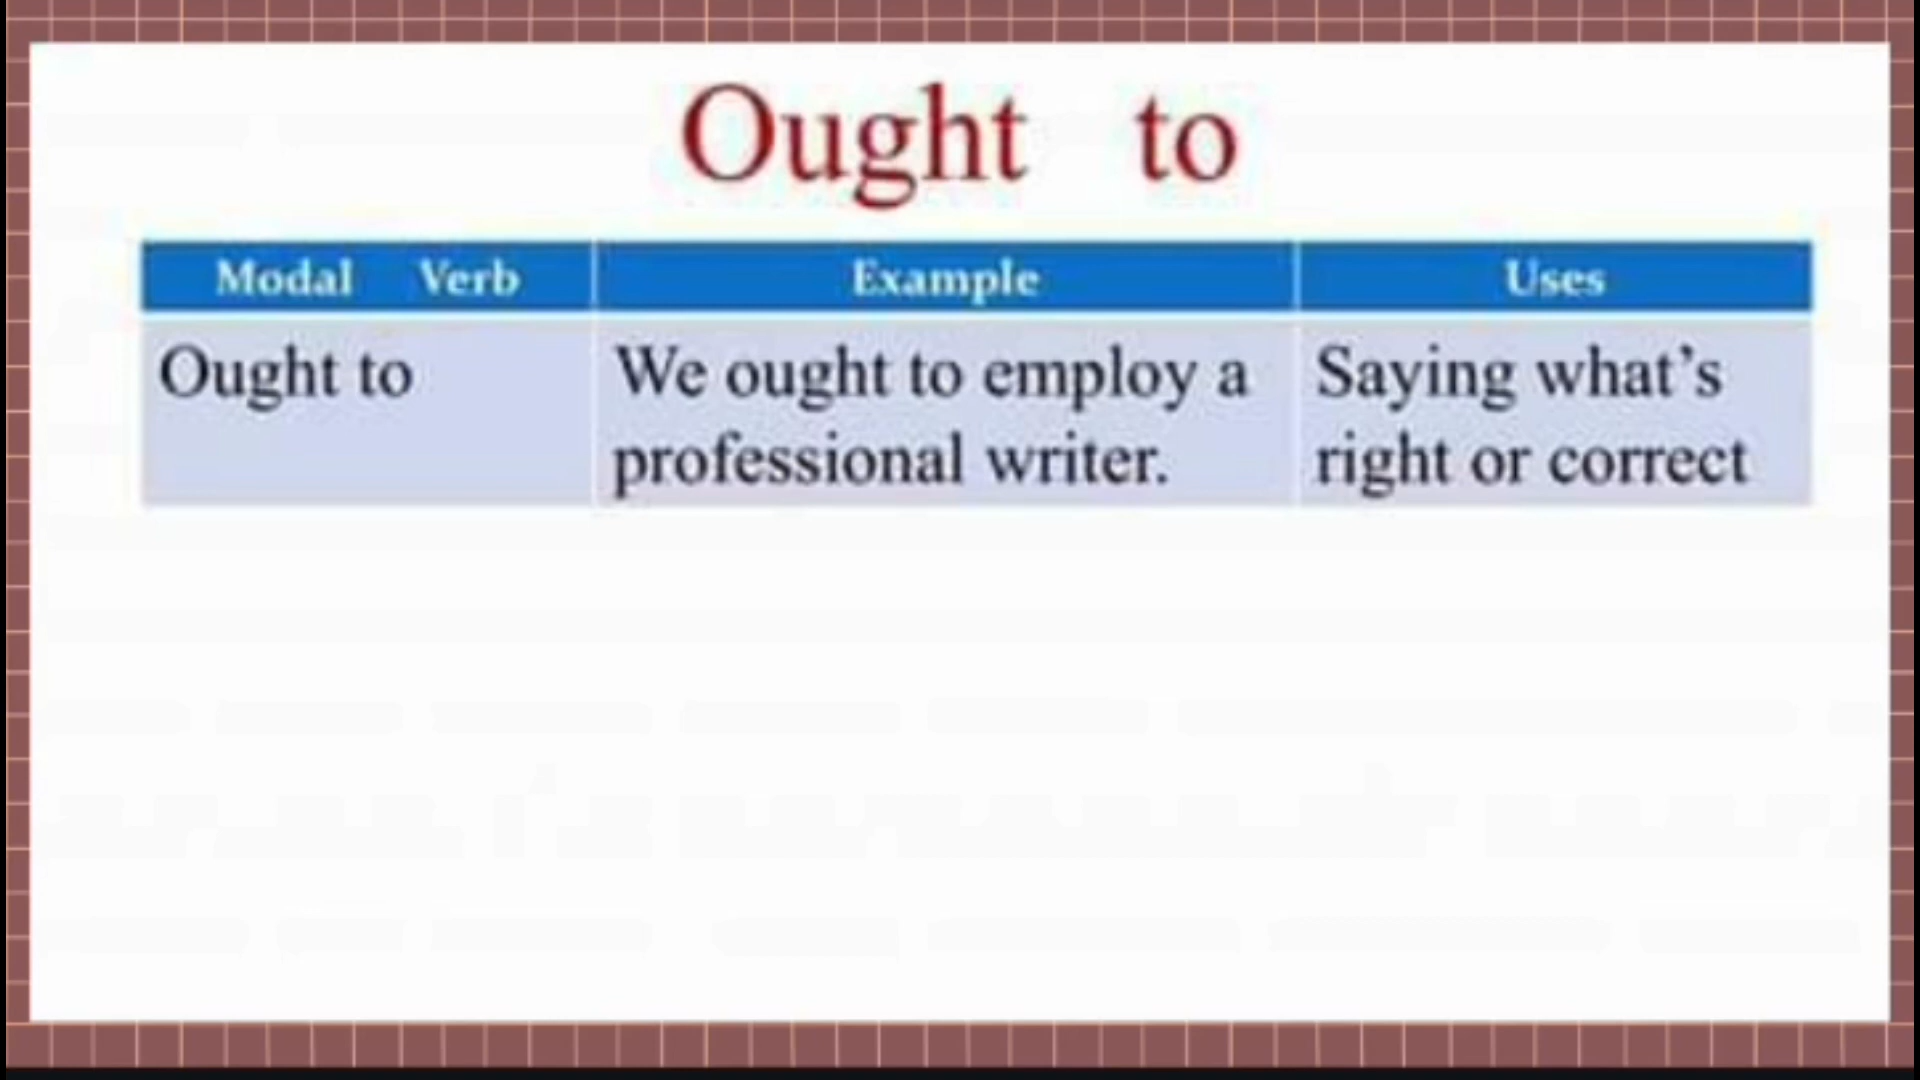 Ought to
Modal Verb Example Uses
Ought to We ought to employ a Saying what’s
professional writer. right or correct